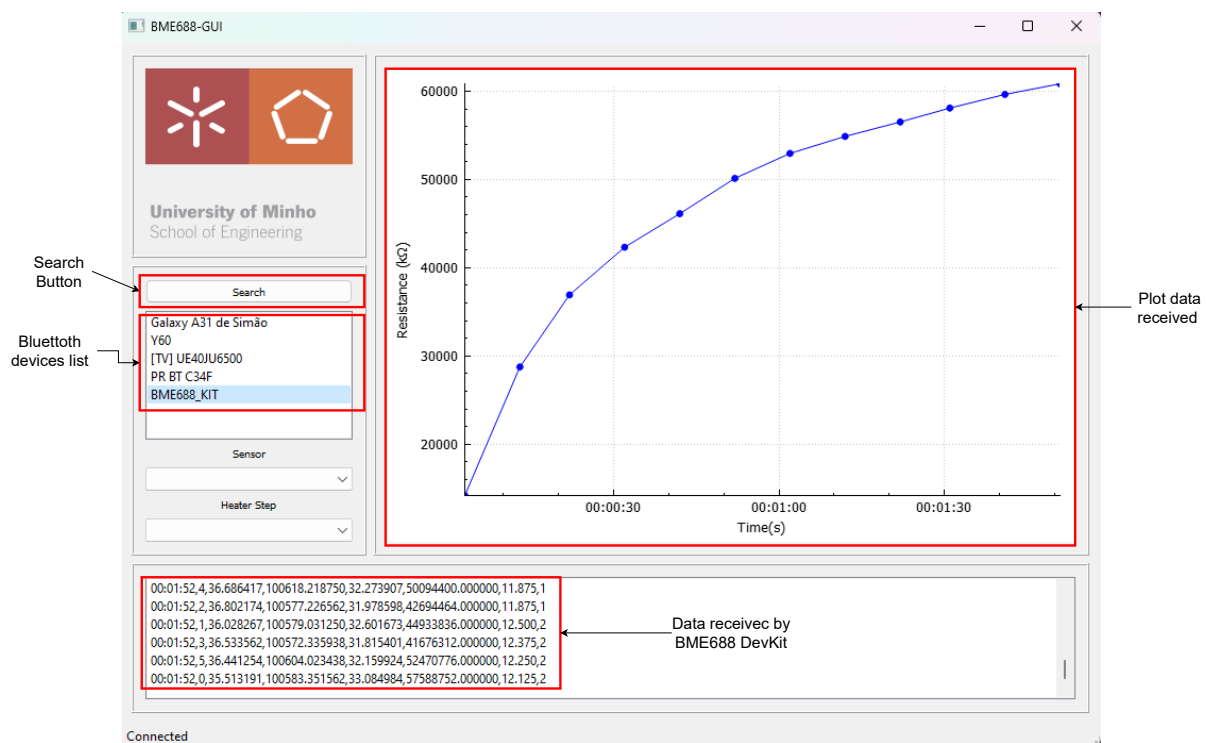 BME688-GUI
University of Minho
School of Engineering
Search
Button
Search
Bluettoth
devices list
Galaxy A31 de Simão
Y60
[TV] UE40JU6500
PR BT C34F
BME688_KIT
Sensor
Heater Step
60000
50000
40000
30000
20000
Resistance (kΩ)
00:00:30 00:01:00 00:01:30
Time(s)
Plot data
received
00:01:52,4,36.686417,100618.218750,32.273907,50094400.000000,11.875,1
00:01:52,2,36.802174,100577.226562,31.978598,42694464.000000,11.875,1
00:01:52,1,36.028267,100579.031250,32.601673,44933836.000000,12.500,2
00:01:52,3,36.533562,100572.335938,31.815401,41676312.000000,12.375,2
00:01:52,5,36.441254,100604.023438,32.159924,52470776.000000,12.250,2
00:01:52,0,35.513191,100583.351562,33.084984,57588752.000000,12.125,2
Data receivec by
BME688 DevKit
Connected